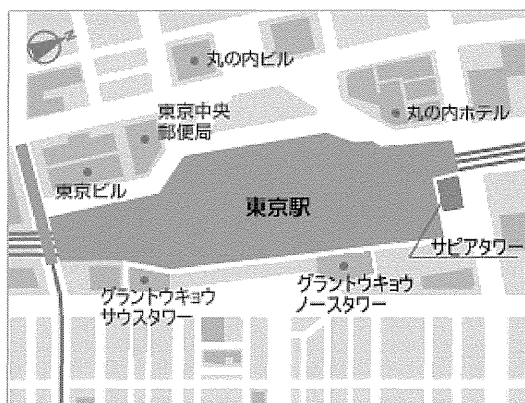 N
丸の内ビル
東京中央
郵便局
丸の内ホテル
東京ビル
東京駅
サピアタワー
グラントウキョウ
サウスタワー
グラントウキョウ
ノースタワー